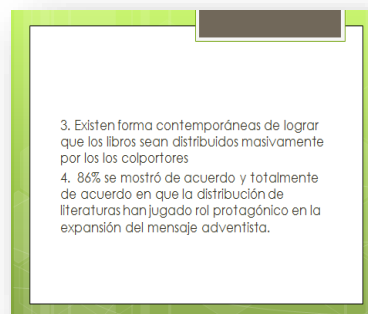 3. Existen forma contemporáneas de lograr
que los libros sean distribuidos masivamente
por los los colportores
4. 86% se mostró de acuerdo y totalmente
de acuerdo en que la distribución de
literaturas han jugado rol protagónico en la
expansión del mensaje adventista.